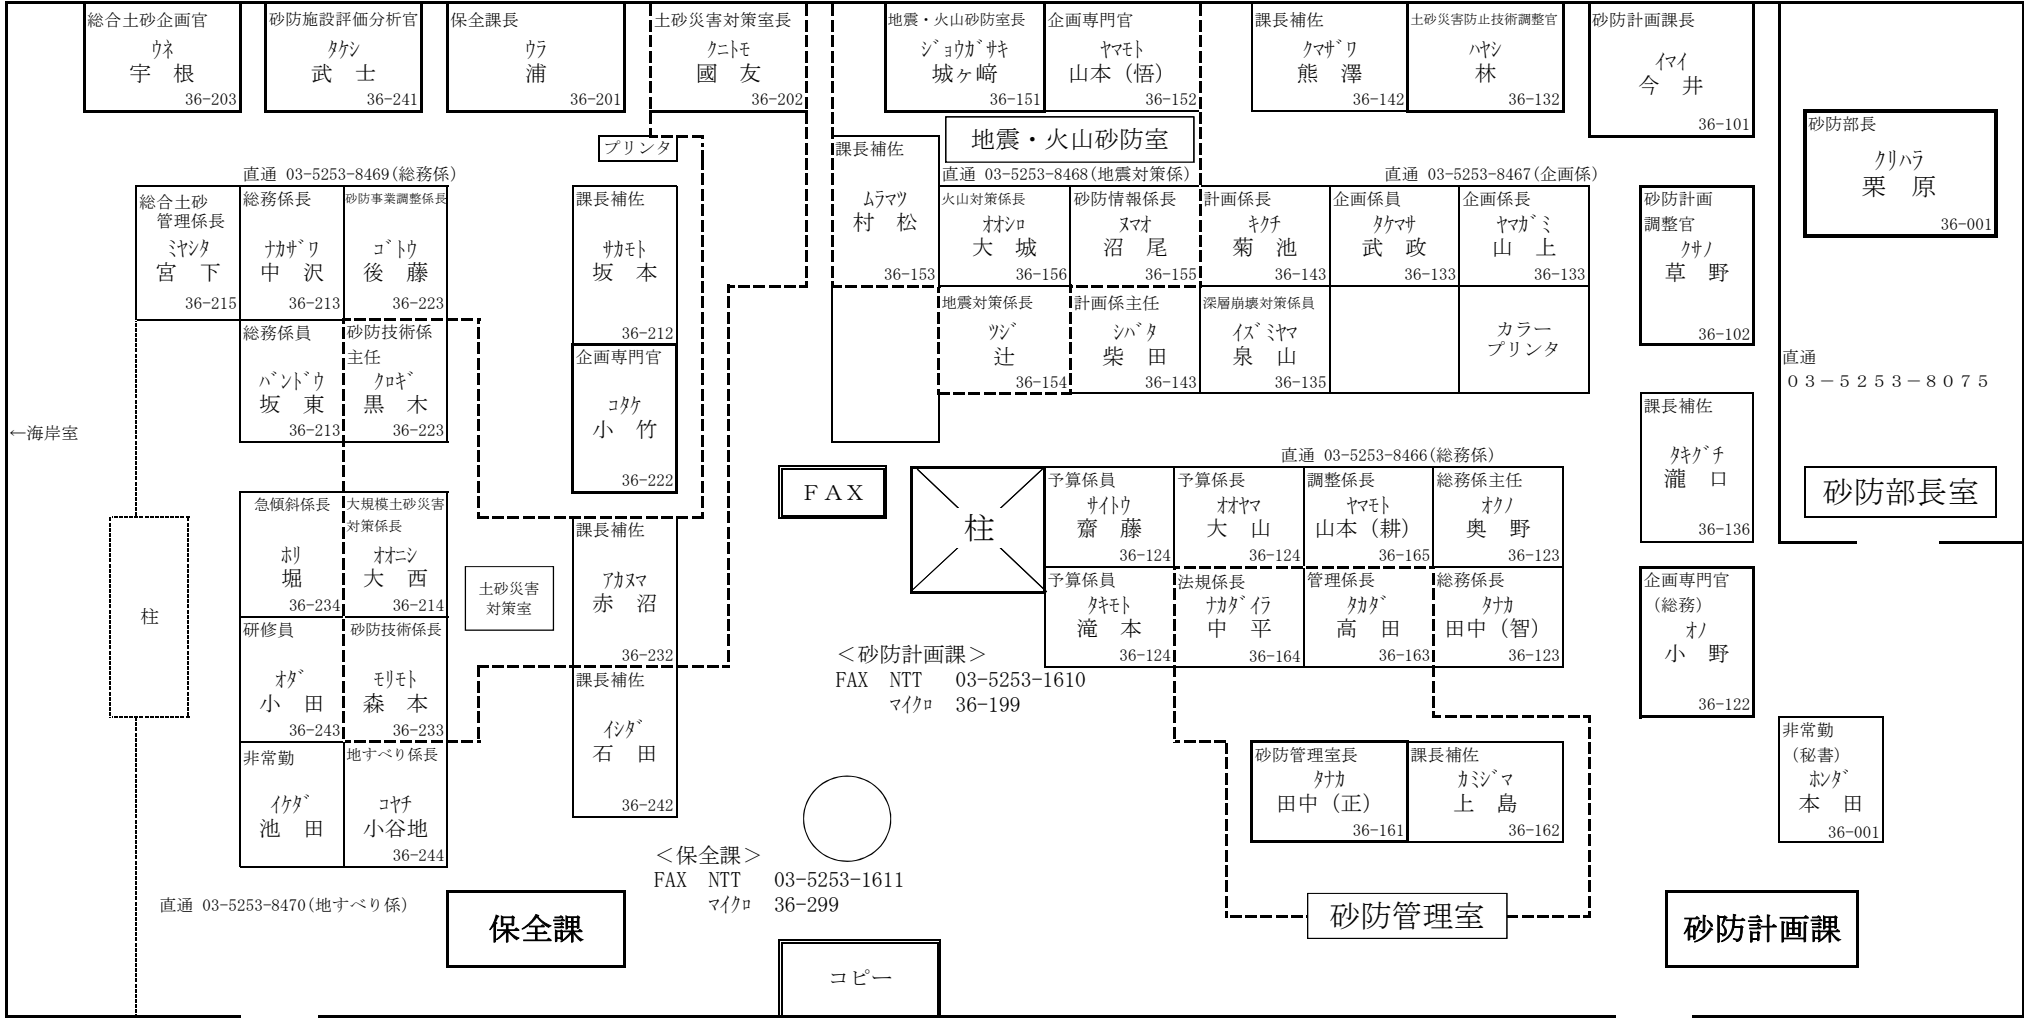 総合土砂企画官
ウネ
宇　根
36-203
砂防施設評価分析官
タケシ
武　士
36-241
保全課長
ウラ
浦
36-201
土砂災害対策室長
クニトモ
國　友
36-202
地震・火山砂防室長
ジョウガサキ
城ヶ﨑
36-151
企画専門官
ヤマモト
山本（悟）
36-152
課長補佐
クマザワ
熊　澤
36-142
土砂災害防止技術調整官
ハヤシ
林
36-132
砂防計画課長
イマイ
今　井
36-101
砂防部長
クリハラ
栗　原
36-001
プリンタ
地震・火山砂防室
直通 03-5253-8469(総務係)
直通 03-5253-8468(地震対策係)
直通 03-5253-8467(企画係)
総合土砂
管理係長
ミヤシタ
宮　下
36-215
総務係長
ナカザワ
中　沢
36-213
砂防事業調整係長
ゴトウ
後　藤
36-223
課長補佐
サカモト
坂　本
36-212
課長補佐
ムラマツ
村　松
36-153
火山対策係長
オオシロ
大　城
36-156
砂防情報係長
ヌマオ
沼　尾
36-155
計画係長
キクチ
菊　池
36-143
企画係員
タケマサ
武　政
36-133
企画係長
ヤマガミ
山　上
36-133
砂防計画
調整官
クサノ
草　野
36-102
総務係員
バンドウ
坂　東
36-213
砂防技術係
主任
クロギ
黒　木
36-223
企画専門官
コタケ
小　竹
36-222
地震対策係長
ツジ
辻
36-154
計画係主任
シバタ
柴　田
36-143
深層崩壊対策係員
イズミヤマ
泉　山
36-135
カラー
プリンタ
直通
０３－５２５３－８０７５
←海岸室
課長補佐
タキグチ
瀧　口
36-136
砂防部長室
ＦＡＸ
柱
直通 03-5253-8466(総務係)
予算係員
サイトウ
齋　藤
36-124
予算係長
オオヤマ
大　山
36-124
調整係長
ヤマモト
山本（耕）
36-165
総務係主任
オクノ
奥　野
36-123
急傾斜係長
ホリ
堀
36-234
大規模土砂災害
対策係長
オオニシ
大　西
36-214
土砂災害
対策室
課長補佐
アカヌマ
赤　沼
36-232
予算係員
タキモト
滝　本
36-124
法規係長
ナカダイラ
中　平
36-164
管理係長
タカダ
高　田
36-163
総務係長
タナカ
田中（智）
36-123
企画専門官
（総務）
オノ
小　野
36-122
柱
研修員
オダ
小　田
36-243
砂防技術係長
モリモト
森　本
36-233
課長補佐
イシダ
石　田
36-242
＜砂防計画課＞
FAX　NTT　03-5253-1610
マイクロ　36-199
非常勤
イケダ
池　田
地すべり係長
コヤチ
小谷地
36-244
砂防管理室長
タナカ
田中（正）
36-161
課長補佐
カミジマ
上　島
36-162
非常勤
（秘書）
ホンダ
本　田
36-001
＜保全課＞
FAX　NTT　03-5253-1611
マイクロ　36-299
直通 03-5253-8470(地すべり係)
保全課
砂防管理室
砂防計画課
コピー